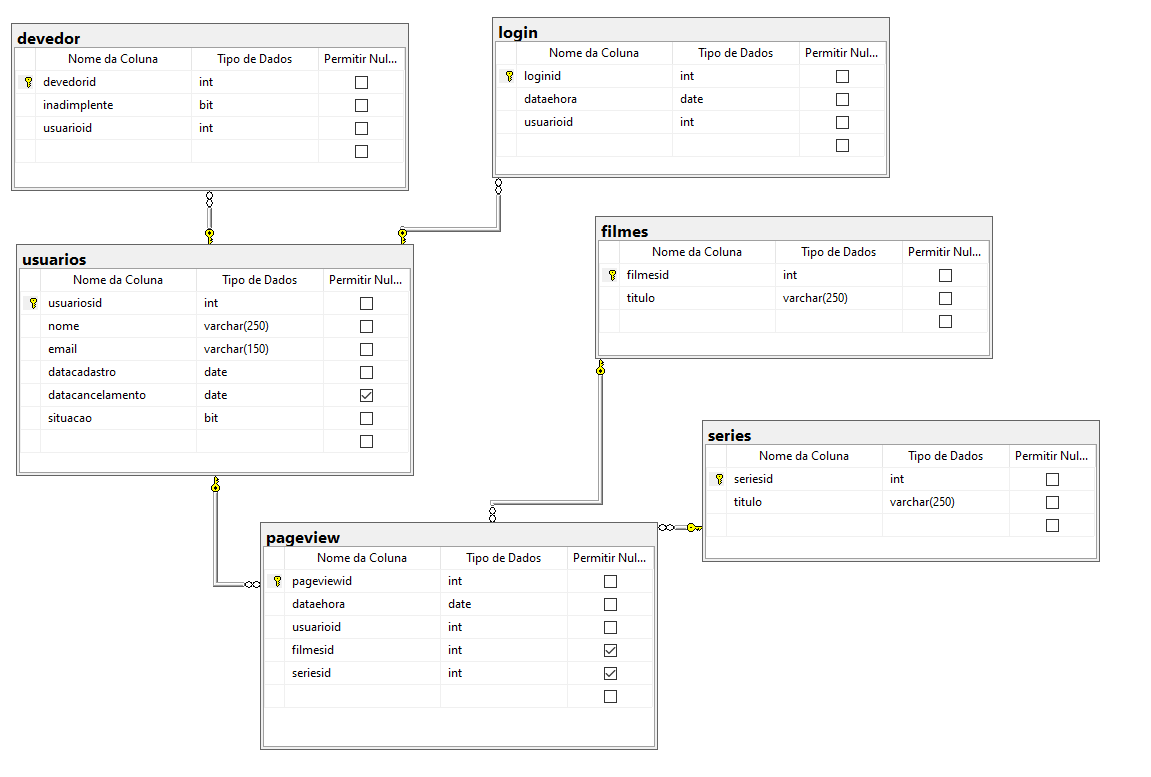 devedor
Nome da Coluna Tipo de Dados Permitir Nul...
devedorid int
inadimplente bit
usuarioid int
login
Nome da Coluna Tipo de Dados Permitir Nul...
loginid int
dataehora date
usuarioid int
usuarios
Nome da Coluna Tipo de Dados Permitir Nul...
usuariosid int
nome varchar(250)
email varchar(150)
datacadastro date
datacancelamento date
situacao bit
filmes
Nome da Coluna Tipo de Dados Permitir Nul...
filmesid int
titulo varchar(250)
series
Nome da Coluna Tipo de Dados Permitir Nul...
seriesid int
titulo varchar(250)
pageview
Nome da Coluna Tipo de Dados Permitir Nul...
pageviewid int
dataehora date
usuarioid int
filmesid int
seriesid int